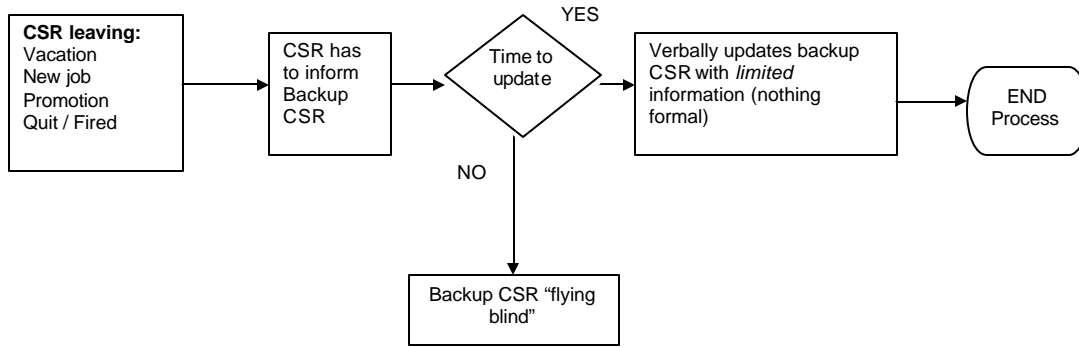 CSR leaving:
Vacation
New job
Promotion
Quit / Fired
CSR has
to inform
Backup
CSR
Time to
update
YES
Verbally updates backup
CSR with limited
information (nothing
formal)
END
Process
NO
Backup CSR “flying
blind”